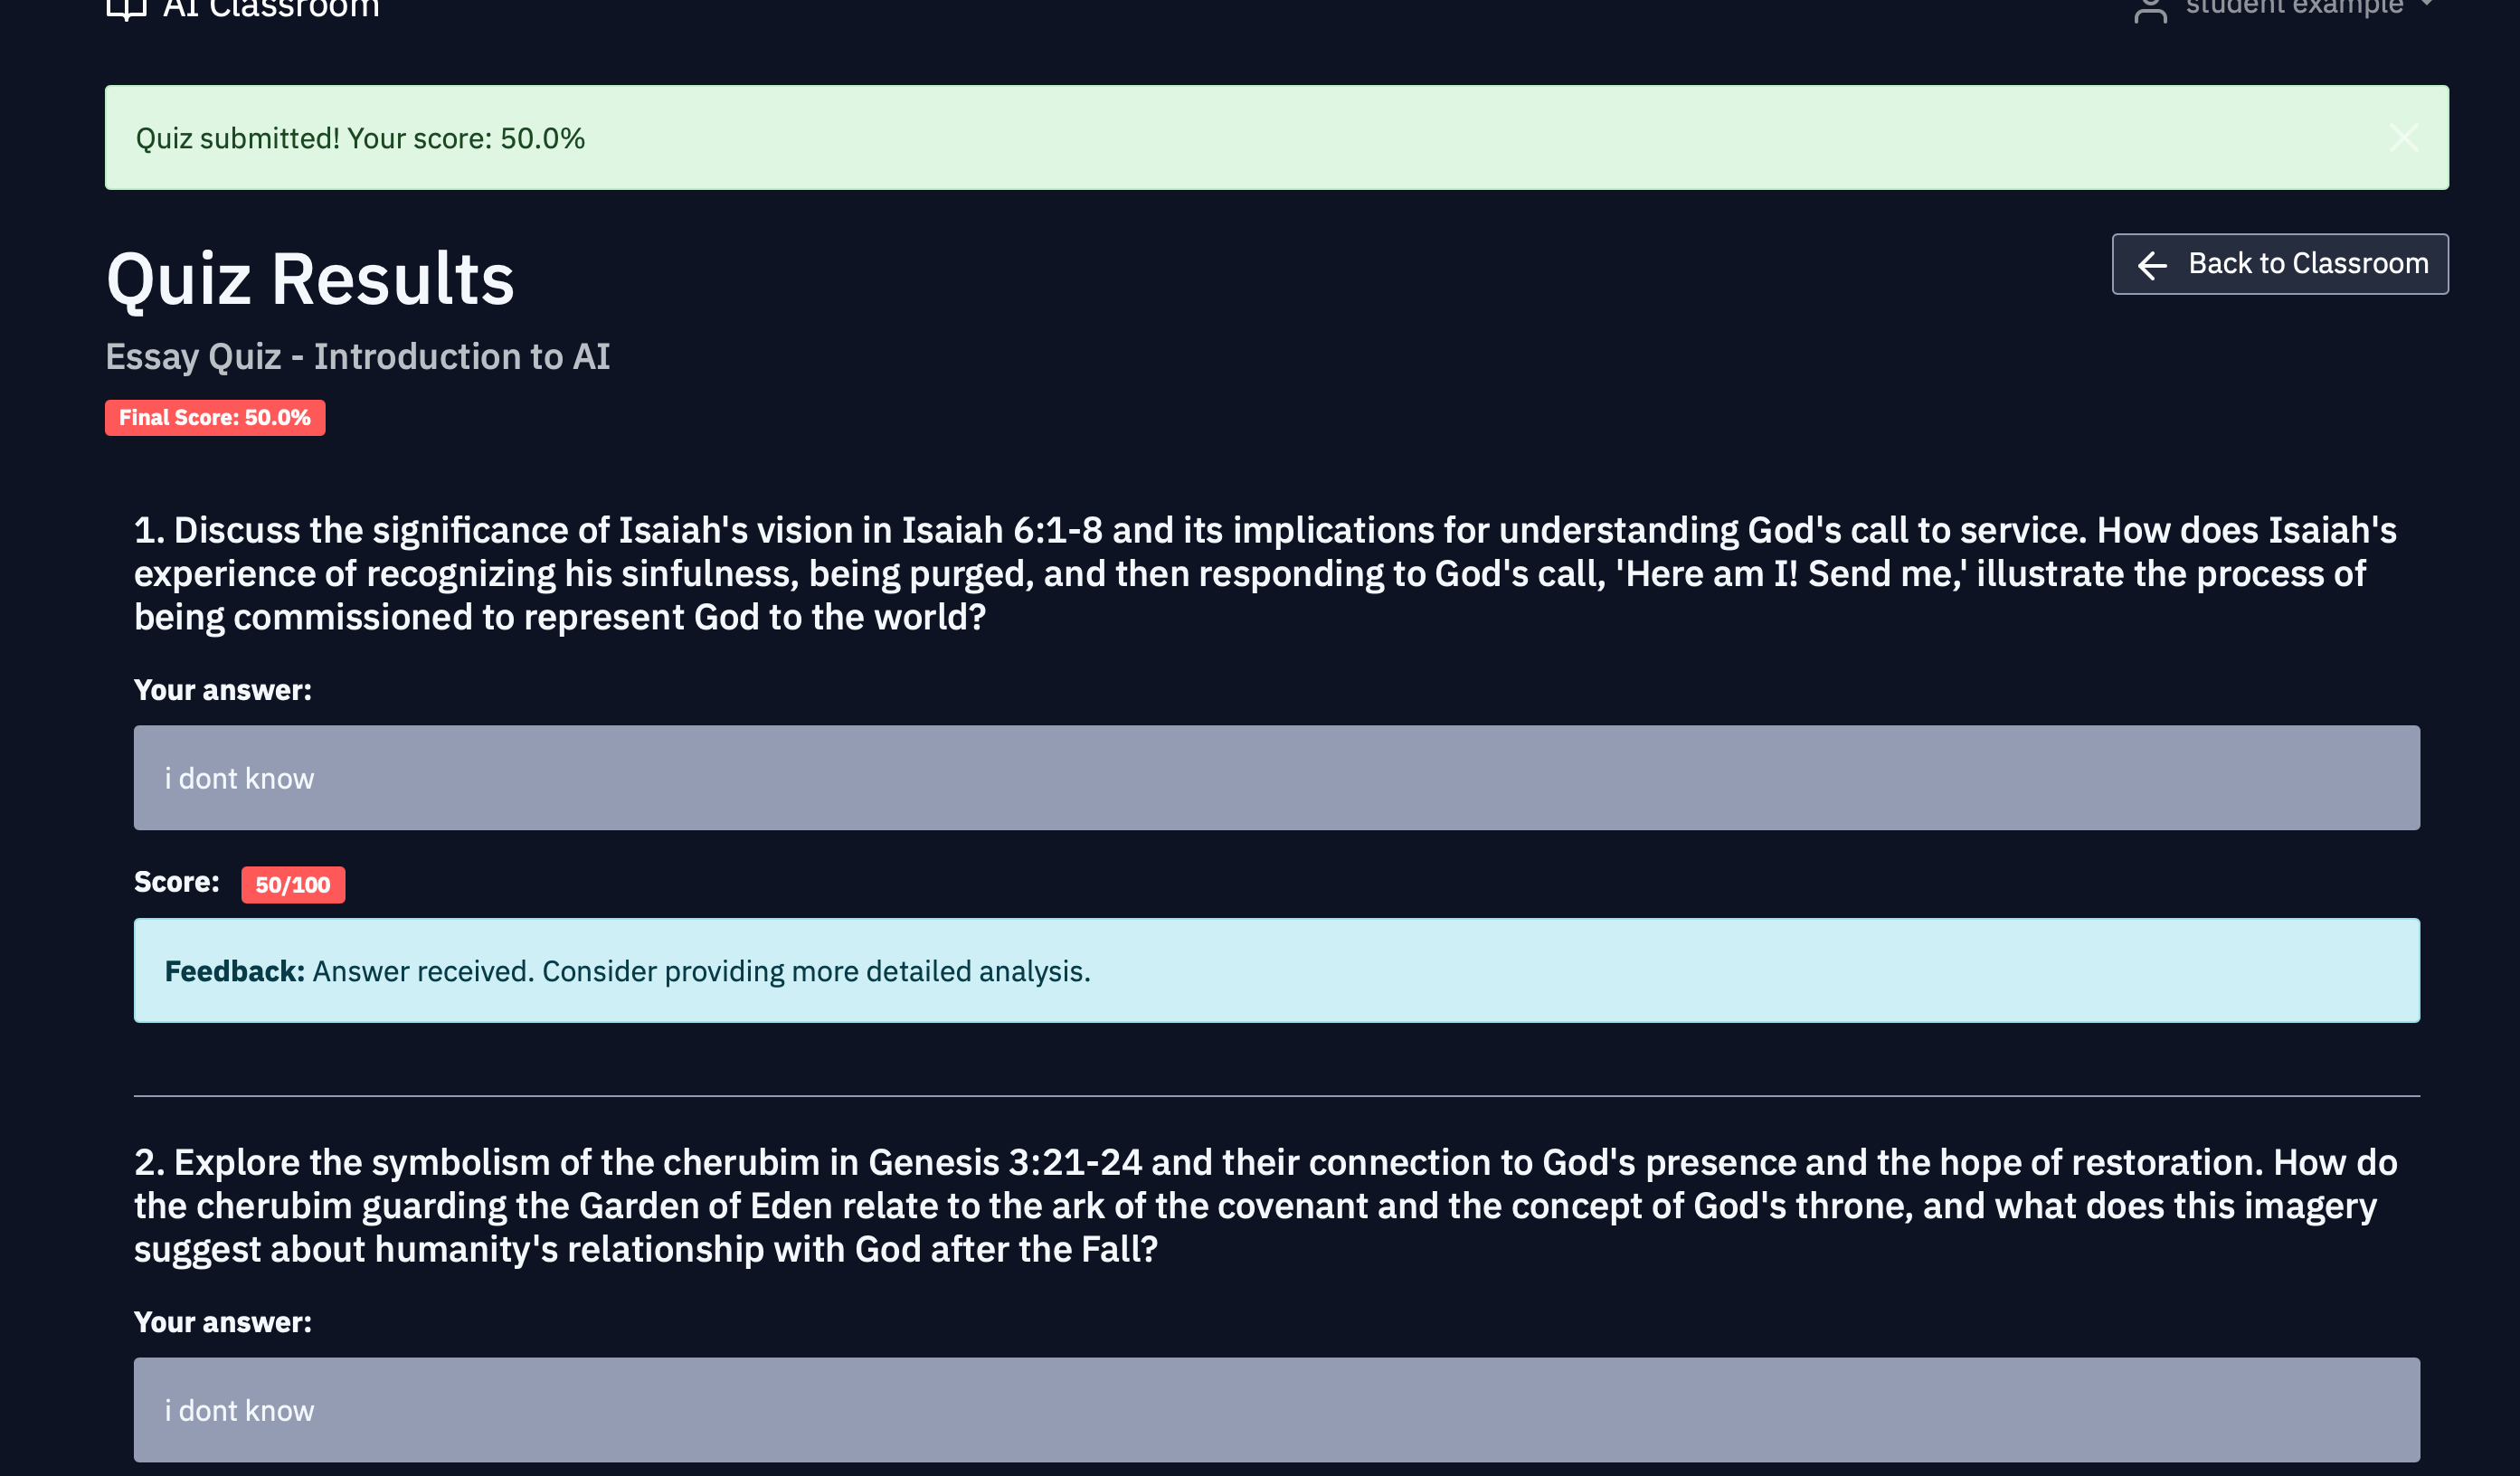 AI Classroom
student example
Quiz submitted! Your score: 50.0%
Quiz Results
Back to Classroom
Essay Quiz - Introduction to AI
Final Score: 50.0%
1. Discuss the significance of Isaiah's vision in Isaiah 6:1-8 and its implications for understanding God's call to service. How does Isaiah's
experience of recognizing his sinfulness, being purged, and then responding to God's call, 'Here am I! Send me,' illustrate the process of
being commissioned to represent God to the world?
Your answer:
i dont know
Score: 50/100
Feedback: Answer received. Consider providing more detailed analysis.
2. Explore the symbolism of the cherubim in Genesis 3:21-24 and their connection to God's presence and the hope of restoration. How do
the cherubim guarding the Garden of Eden relate to the ark of the covenant and the concept of God's throne, and what does this imagery
suggest about humanity's relationship with God after the Fall?
Your answer:
i dont know